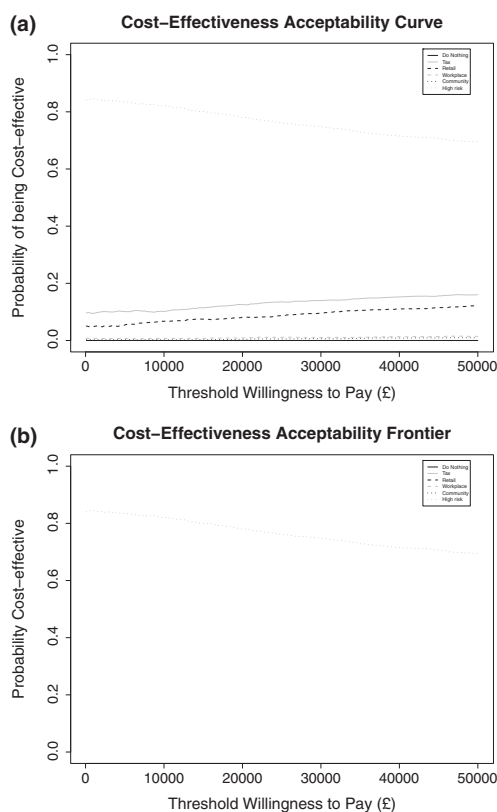 (a)
Cost–Effectiveness Acceptability Curve
Do Nothing
Tax
Retail
Workplace
Community
High risk
Probability of being Cost–effective
1.0
0.8
0.6
0.4
0.2
0.0
0 10000 20000 30000 40000 50000
Threshold Willingness to Pay (£)
(b)
Cost–Effectiveness Acceptability Frontier
Do Nothing
Tax
Retail
Workplace
Community
High risk
Probability Cost–effective
1.0
0.8
0.6
0.4
0.2
0.0
0 10000 20000 30000 40000 50000
Threshold Willingness to Pay (£)